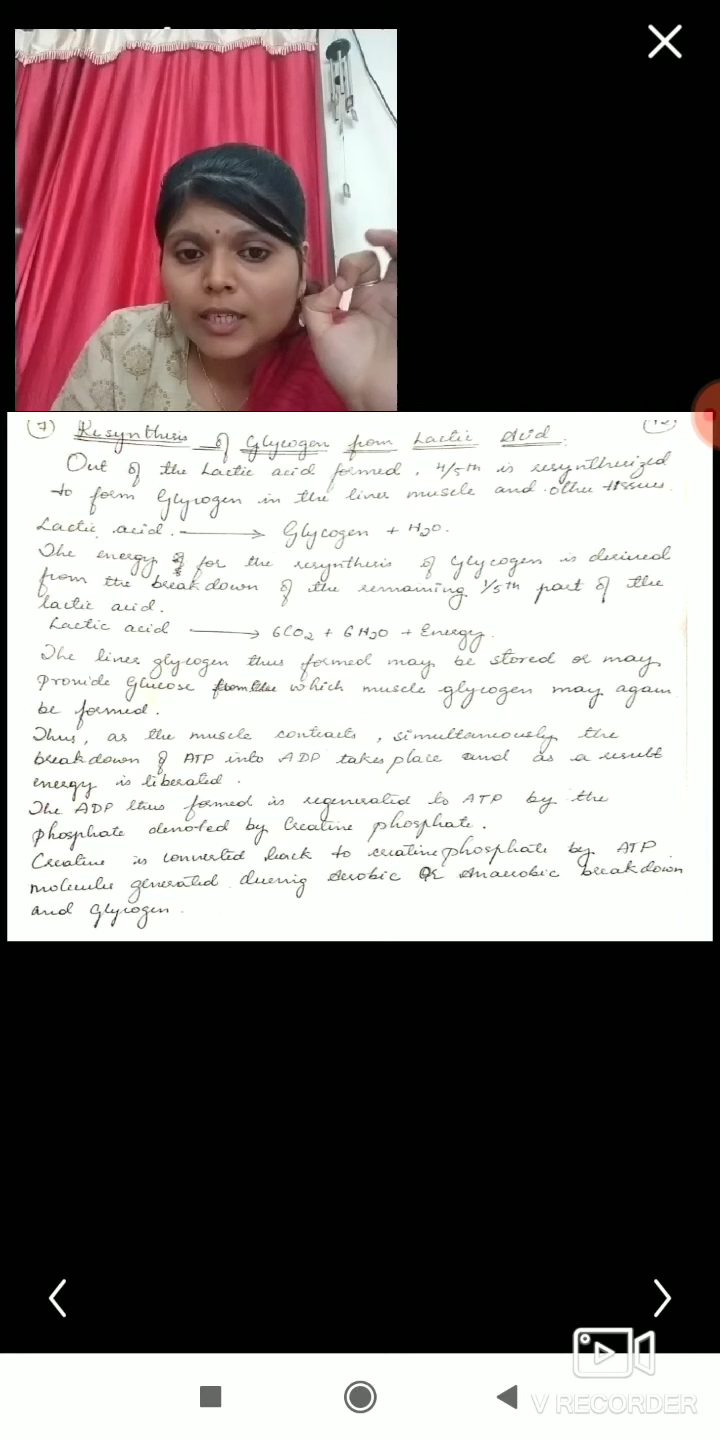 (7) Resynthesis of Glycogen from Lactic Acid :
Out of the Lactic acid formed, 4/5th is resynthesized
to form Glycogen in the liver muscle and other tissues.
Lactic acid. ⟶ Glycogen + H2O.
The energy for the resynthesis of Glycogen is derived
from the breakdown of the remaining 1/5th part of the
lactic acid.
Lactic acid ⟶ 6CO2 + 6H2O + Energy.
The liver glycogen thus formed may be stored or may
provide Glucose which muscle glycogen may again
be formed.
Thus, as the muscle contracts, simultaneously the
breakdown of ATP into ADP takes place and as a result
energy is liberated.
The ADP thus formed is regenerated to ATP by the
phosphate denoted by Creatine phosphate.
Creatine is converted back to creatine phosphate by ATP
molecules generated during Aerobic OR Anaerobic breakdown
and Glycogen.
V RECORDER